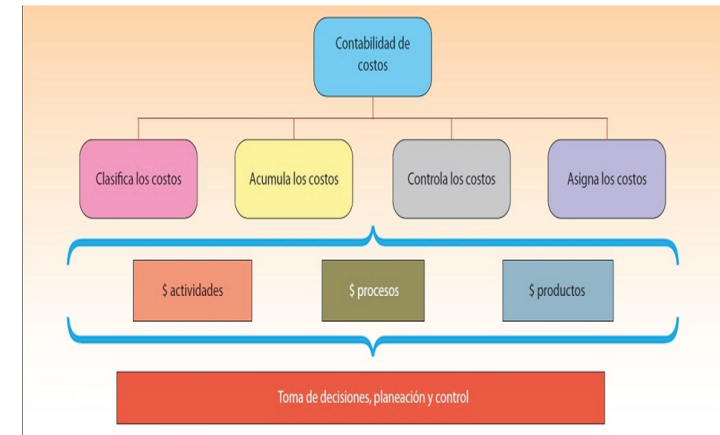 Contabilidad de
costos
Clasifica los costos
Acumula los costos
Controla los costos
Asigna los costos
$ actividades
$ procesos
$ productos
Toma de decisiones, planeación y control